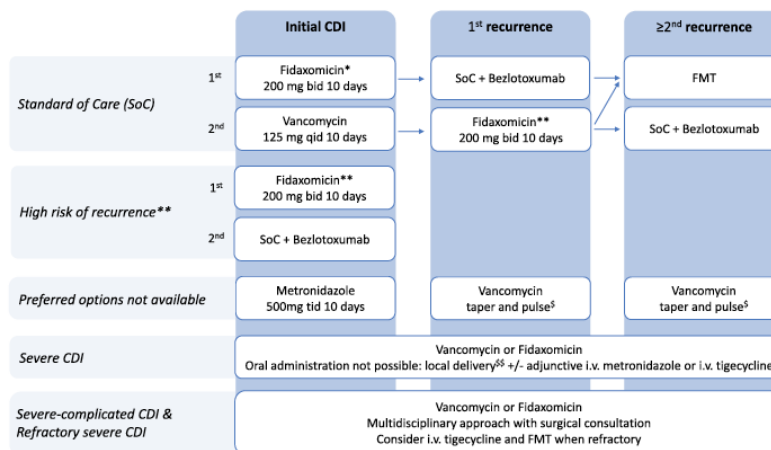 Initial CDI
1st recurrence
≥2nd recurrence
Standard of Care (SoC)
1st
Fidaxomicin*
200 mg bid 10 days
SoC + Bezlotoxumab
FMT
2nd
Vancomycin
125 mg qid 10 days
Fidaxomicin**
200 mg bid 10 days
SoC + Bezlotoxumab
High risk of recurrence**
1st
Fidaxomicin**
200 mg bid 10 days
2nd
SoC + Bezlotoxumab
Preferred options not available
Metronidazole
500mg tid 10 days
Vancomycin
taper and pulse$
Vancomycin
taper and pulse$
Severe CDI
Vancomycin or Fidaxomicin
Oral administration not possible: local delivery$$ +/- adjunctive i.v. metronidazole or i.v. tigecycline
Severe-complicated CDI &
Refractory severe CDI
Vancomycin or Fidaxomicin
Multidisciplinary approach with surgical consultation
Consider i.v. tigecycline and FMT when refractory